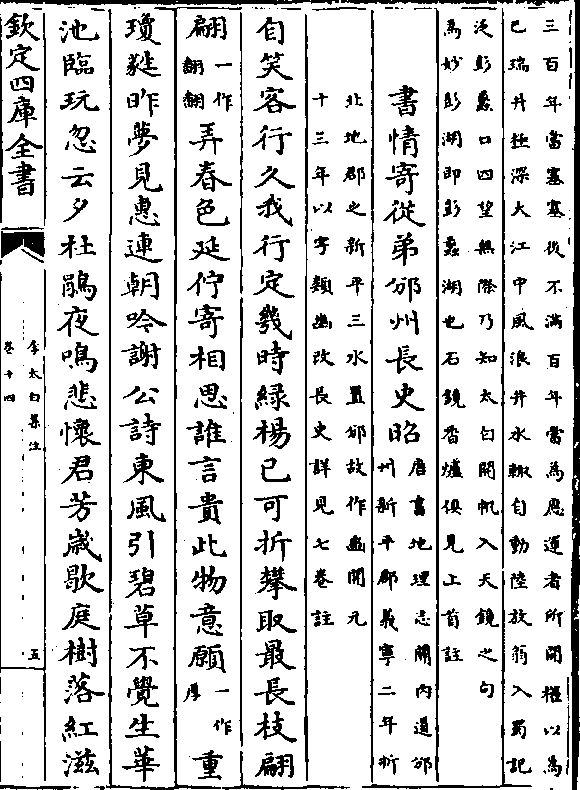 三百年當塞塞後不滿百年當為應運者所開權以為
已瑞丹極深大江中風浪井水輙自動陸放翁入蜀記
泛彭蠡口四望無際乃知太白開帆入天鏡之句
為妙彭湖即彭蠡湖也石鏡香爐俱見上首註
書情寄從弟邠州長史昭
唐書地理志關内道邠
州新平郡義寧二年析
北地郡之新平三水置邠故作豳開元
十三年以字類幽改長史詳見七卷註
自笑客行久我行定幾時綠楊已可折攀取最長枝翩
翩一作翻翻弄春色延佇寄相思誰言貴此物意願一作厚重
瓊蕤昨夢見惠連朝吟謝公詩東風引碧草不覺生華
池臨玩忽云夕杜鵑夜鳴悲懷君芳歳歇庭樹落紅滋
欽定四庫全書
李太白集注
卷十四
五